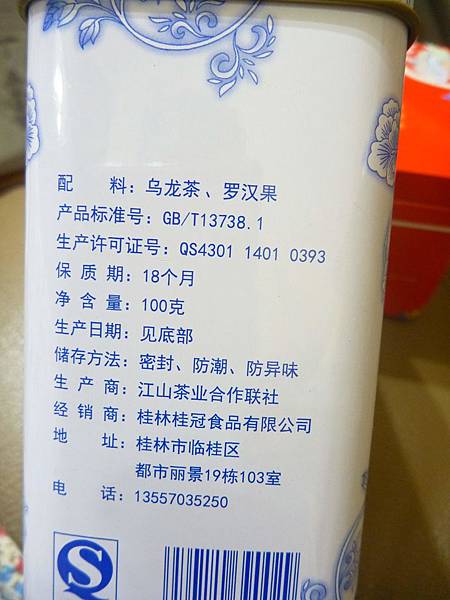 配 料：乌龙茶、罗汉果
产品标准号：GB/T13738.1
生产许可证号：QS4301 1401 0393
保 质 期：18个月
净 含 量：100克
生产日期：见底部
储存方法：密封、防潮、防异味
生 产 商：江山茶业合作联社
经 销 商：桂林桂冠食品有限公司
地 址：桂林市临桂区
都市丽景19栋103室
电 话：13557035250